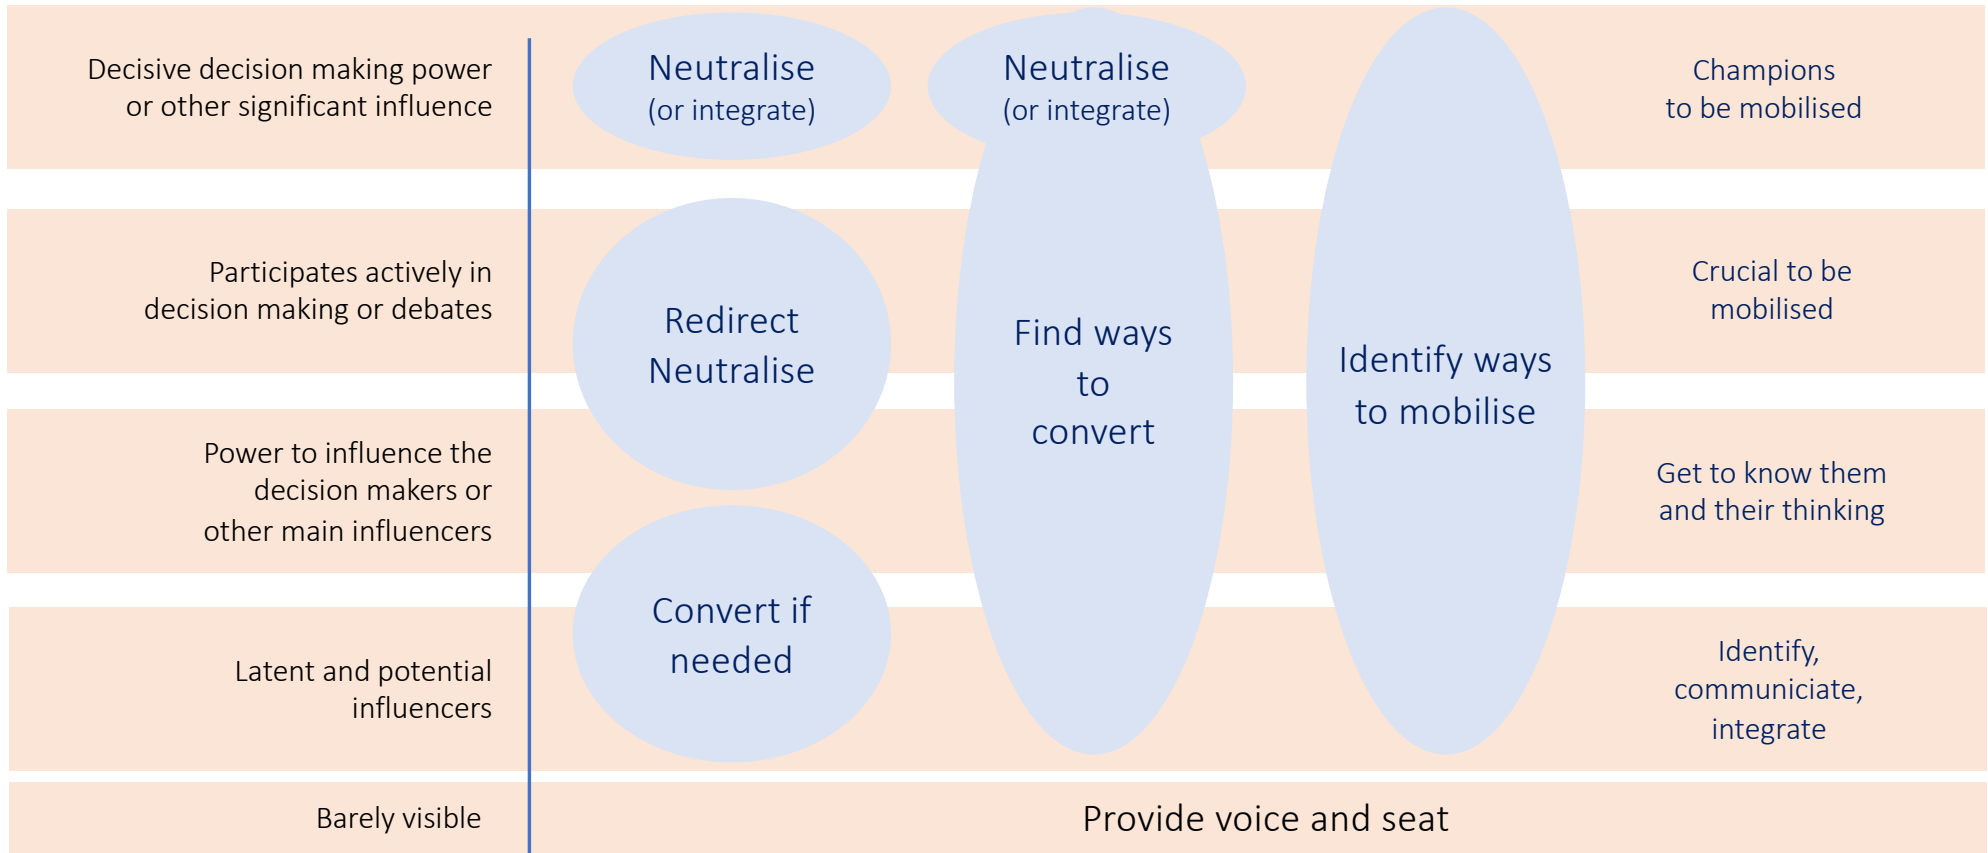 Decisive decision making power
or other significant influence
Neutralise
(or integrate)
Neutralise
(or integrate)
Champions
to be mobilised
Participates actively in
decision making or debates
Redirect
Neutralise
Find ways
to
convert
Identify ways
to mobilise
Crucial to be
mobilised
Power to influence the
decision makers or
other main influencers
Get to know them
and their thinking
Latent and potential
influencers
Convert if
needed
Identify,
communiciate,
integrate
Barely visible
Provide voice and seat